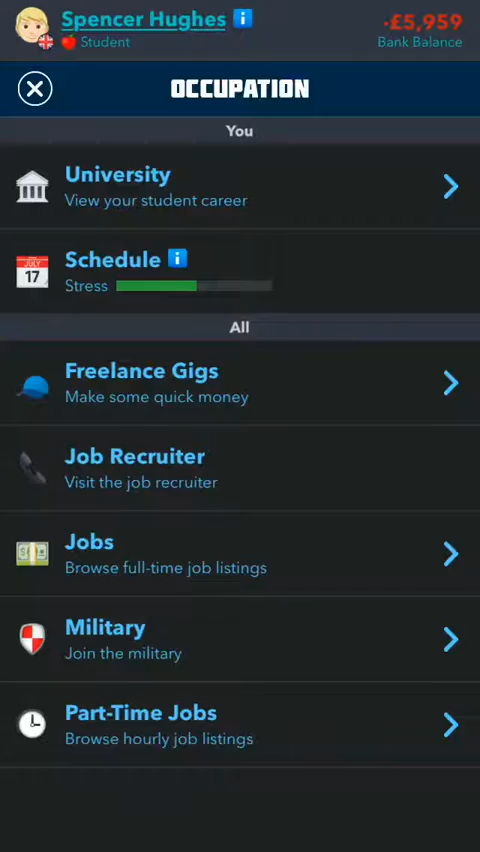 Spencer Hughes
-£5,959
Student
Bank Balance
OCCUPATION
You
University
View your student career
JULY
17
Schedule
Stress
All
Freelance Gigs
Make some quick money
Job Recruiter
Visit the job recruiter
Jobs
Browse full-time job listings
Military
Join the military
Part-Time Jobs
Browse hourly job listings